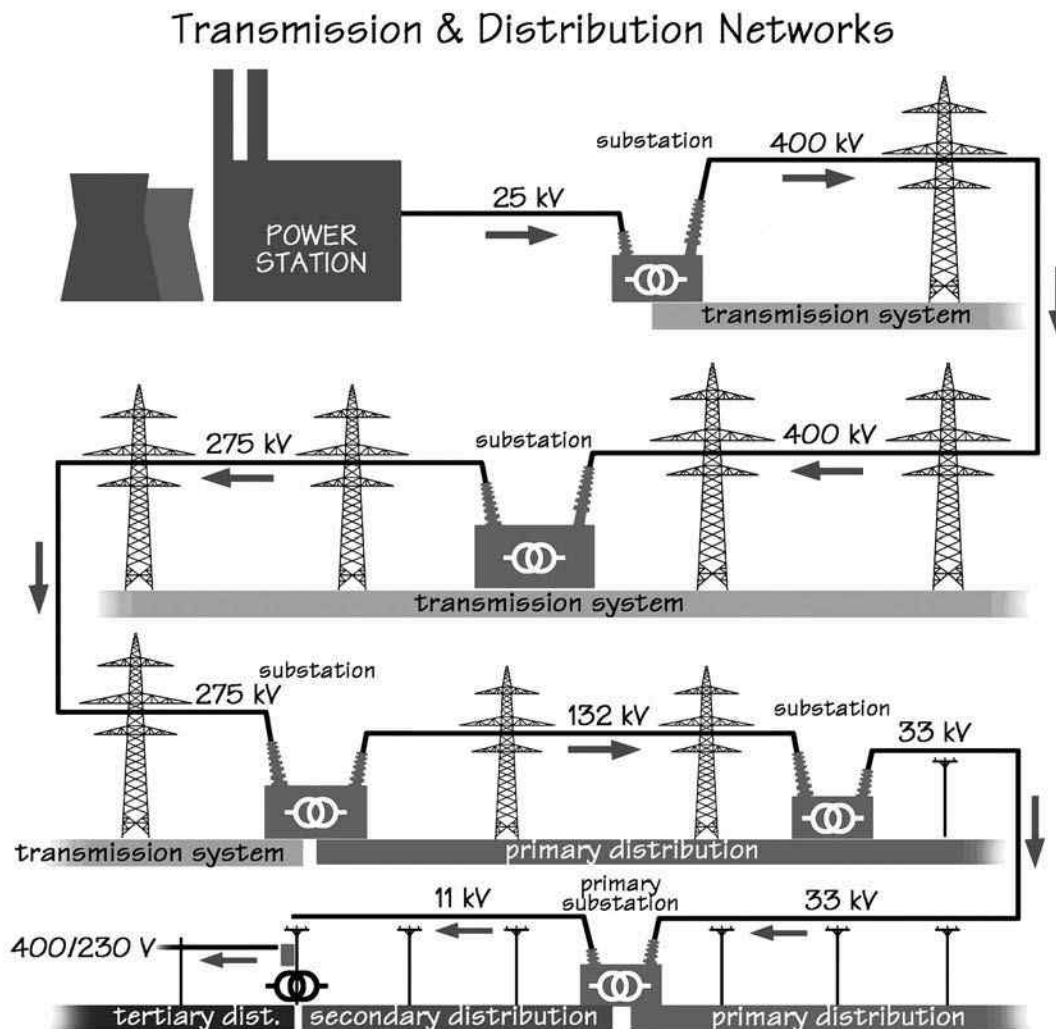 Transmission & Distribution Networks
substation
400 kV
25 kV
POWER
STATION
transmission system
275 kV
substation
400 kV
transmission system
substation
275 kV
132 kV
substation
33 kV
transmission system
primary distribution
primary
substation
11 kV
33 kV
400/230 V
tertiary dist.
secondary distribution
primary distribution